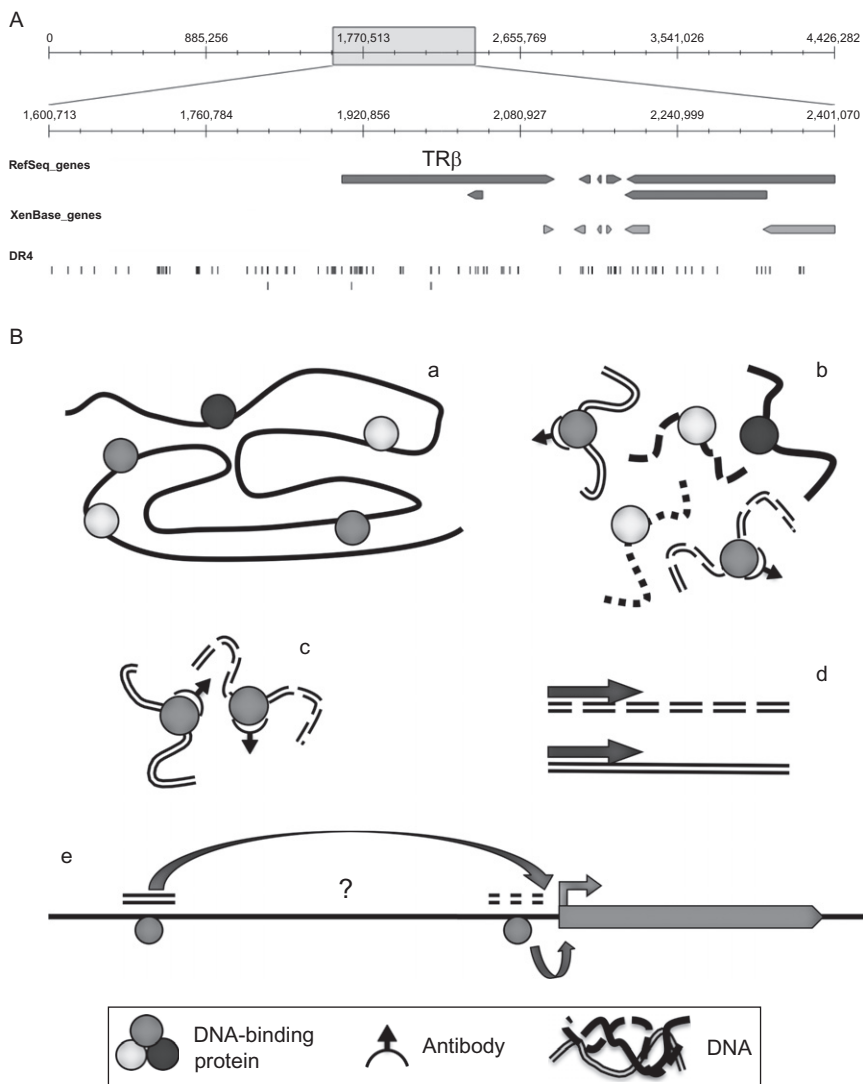 A
0 885,256 1,770,513 2,655,769 3,541,026 4,426,282
1,600,713 1,760,784 1,920,856 2,080,927 2,240,999 2,401,070
TRβ
RefSeq_genes
XenBase_genes
DR4
B
a
b
c
d
e
?
DNA-binding
protein
Antibody
DNA